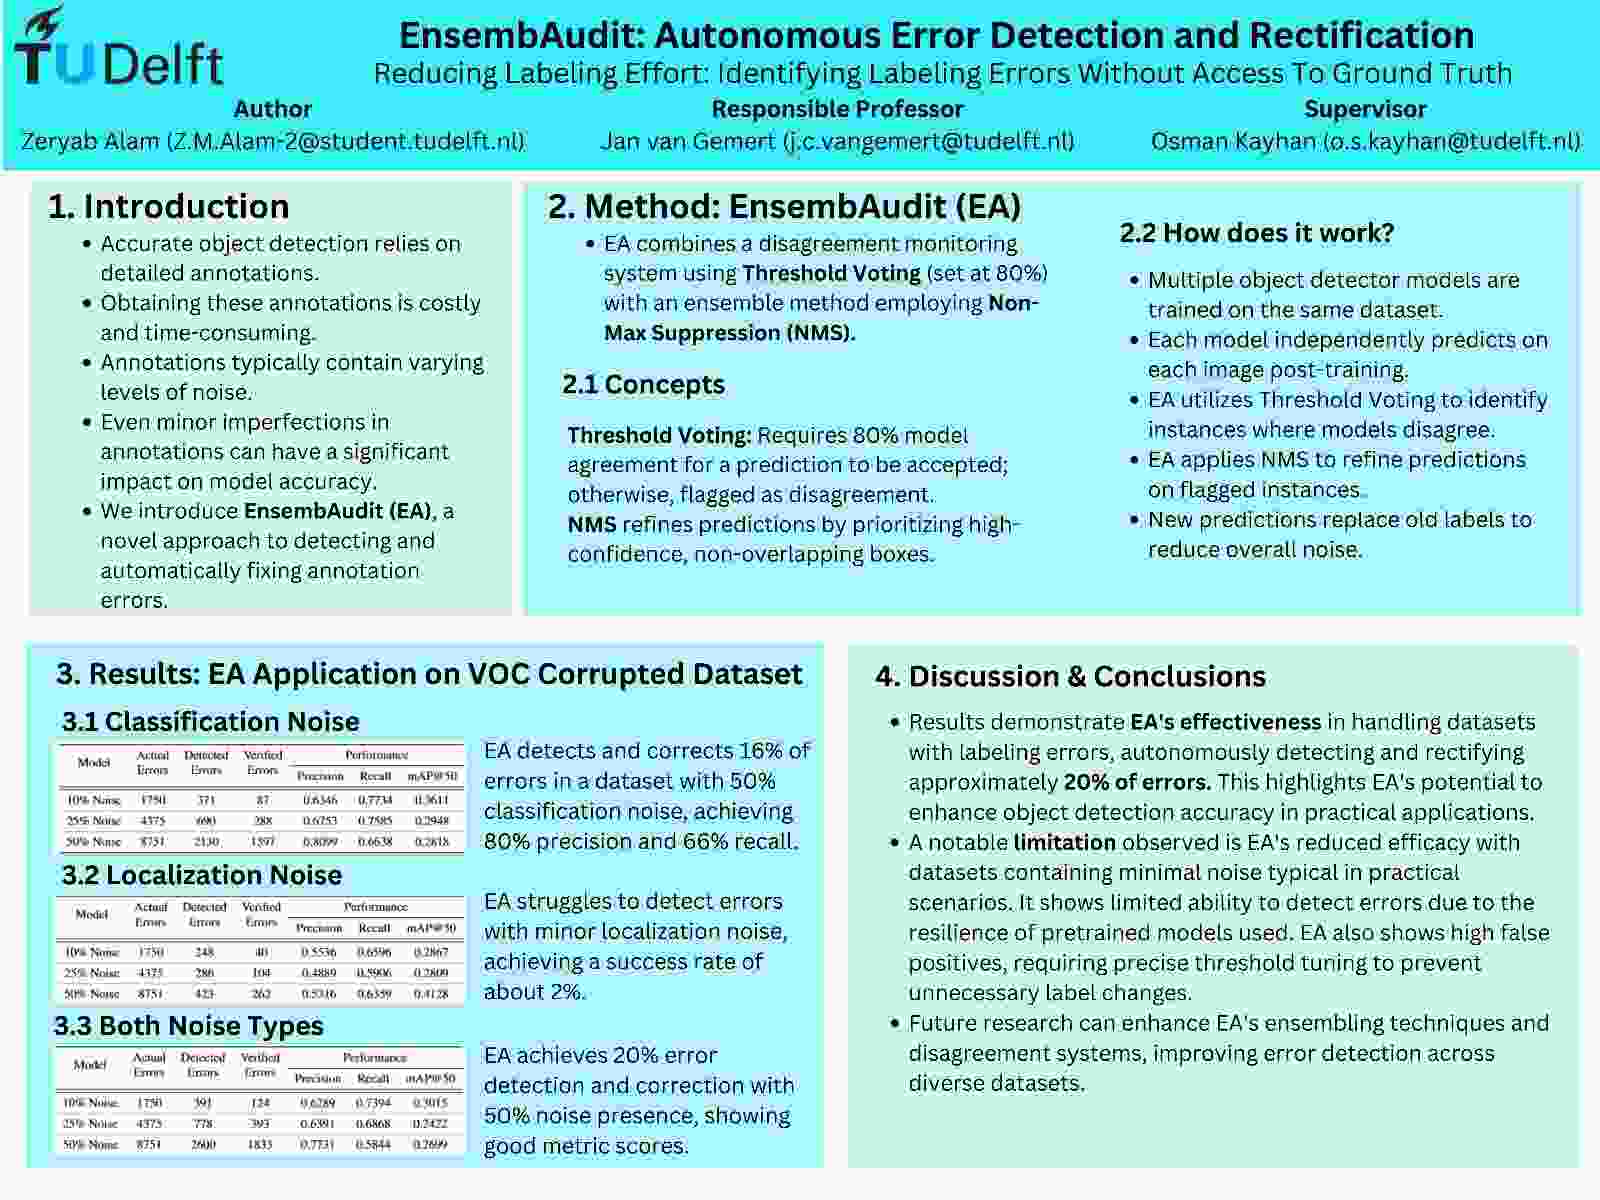 TU Delft
EnsembAudit: Autonomous Error Detection and Rectification
Reducing Labeling Effort: Identifying Labeling Errors Without Access To Ground Truth
Author
Zeryab Alam (Z.M.Alam-2@student.tudelft.nl)
Responsible Professor
Jan van Gemert (j.c.vangemert@tudelft.nl)
Supervisor
Osman Kayhan (o.s.kayhan@tudelft.nl)
1. Introduction
• Accurate object detection relies on
detailed annotations.
• Obtaining these annotations is costly
and time-consuming.
• Annotations typically contain varying
levels of noise.
• Even minor imperfections in
annotations can have a significant
impact on model accuracy.
• We introduce EnsembAudit (EA), a
novel approach to detecting and
automatically fixing annotation
errors.
2. Method: EnsembAudit (EA)
• EA combines a disagreement monitoring
system using Threshold Voting (set at 80%)
with an ensemble method employing Non-
Max Suppression (NMS).
2.1 Concepts
Threshold Voting: Requires 80% model
agreement for a prediction to be accepted;
otherwise, flagged as disagreement.
NMS refines predictions by prioritizing high-
confidence, non-overlapping boxes.
2.2 How does it work?
• Multiple object detector models are
trained on the same dataset.
• Each model independently predicts on
each image post-training.
• EA utilizes Threshold Voting to identify
instances where models disagree.
• EA applies NMS to refine predictions
on flagged instances.
• New predictions replace old labels to
reduce overall noise.
3. Results: EA Application on VOC Corrupted Dataset
3.1 Classification Noise
Model Actual Errors Detected Errors Verified Errors Performance
Precision Recall mAP@50
10% Noise 1750 371 87 0.6346 0.7734 0.3611
25% Noise 4375 690 288 0.6753 0.7585 0.2948
50% Noise 8751 2130 1397 0.8099 0.6638 0.2818
EA detects and corrects 16% of
errors in a dataset with 50%
classification noise, achieving
80% precision and 66% recall.
3.2 Localization Noise
Model Actual Errors Detected Errors Verified Errors Performance
Precision Recall mAP@50
10% Noise 1750 248 40 0.5536 0.6596 0.2867
25% Noise 4375 286 104 0.4889 0.5906 0.2809
50% Noise 8751 423 262 0.6359 0.4128
EA struggles to detect errors
with minor localization noise,
achieving a success rate of
about 2%.
3.3 Both Noise Types
Model Actual Errors Detected Errors Verified Errors Performance
Precision Recall mAP@50
10% Noise 1750 391 124 0.6289 0.7394 0.3015
25% Noise 4375 778 393 0.6391 0.6868 0.2422
50% Noise 8751 2600 1833 0.7731 0.5844 0.2699
EA achieves 20% error
detection and correction with
50% noise presence, showing
good metric scores.
4. Discussion & Conclusions
• Results demonstrate EA's effectiveness in handling datasets
with labeling errors, autonomously detecting and rectifying
approximately 20% of errors. This highlights EA's potential to
enhance object detection accuracy in practical applications.
• A notable limitation observed is EA's reduced efficacy with
datasets containing minimal noise typical in practical
scenarios. It shows limited ability to detect errors due to the
resilience of pretrained models used. EA also shows high false
positives, requiring precise threshold tuning to prevent
unnecessary label changes.
• Future research can enhance EA's ensembling techniques and
disagreement systems, improving error detection across
diverse datasets.